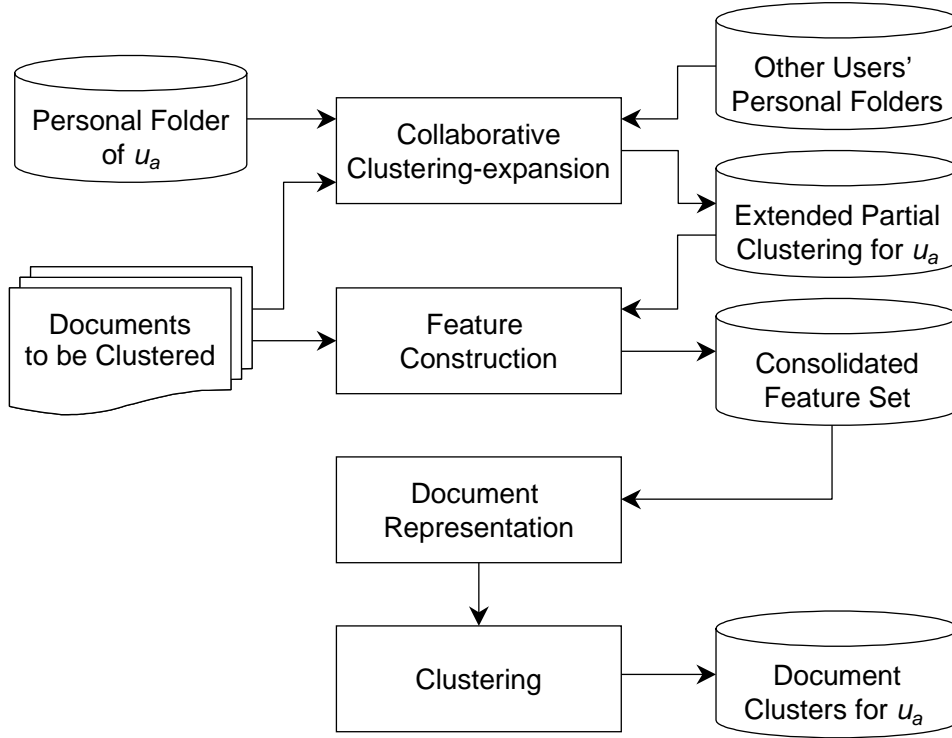 Other Users’
Personal Folders
Personal Folder
of uₐ
Collaborative
Clustering-expansion
Extended Partial
Clustering for uₐ
Documents
to be Clustered
Feature
Construction
Consolidated
Feature Set
Document
Representation
Clustering
Document
Clusters for uₐ